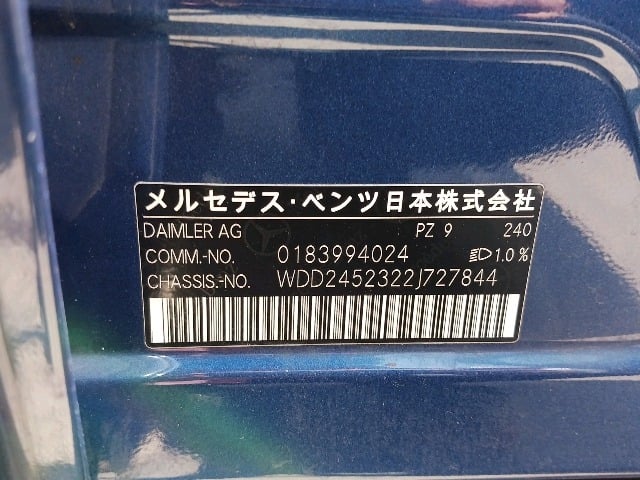 メルセデス・ベンツ日本株式会社
DAIMLER AG PZ 9 240
COMM.-NO. 0183994024 1.0%
CHASSIS.-NO. WDD2452322J727844